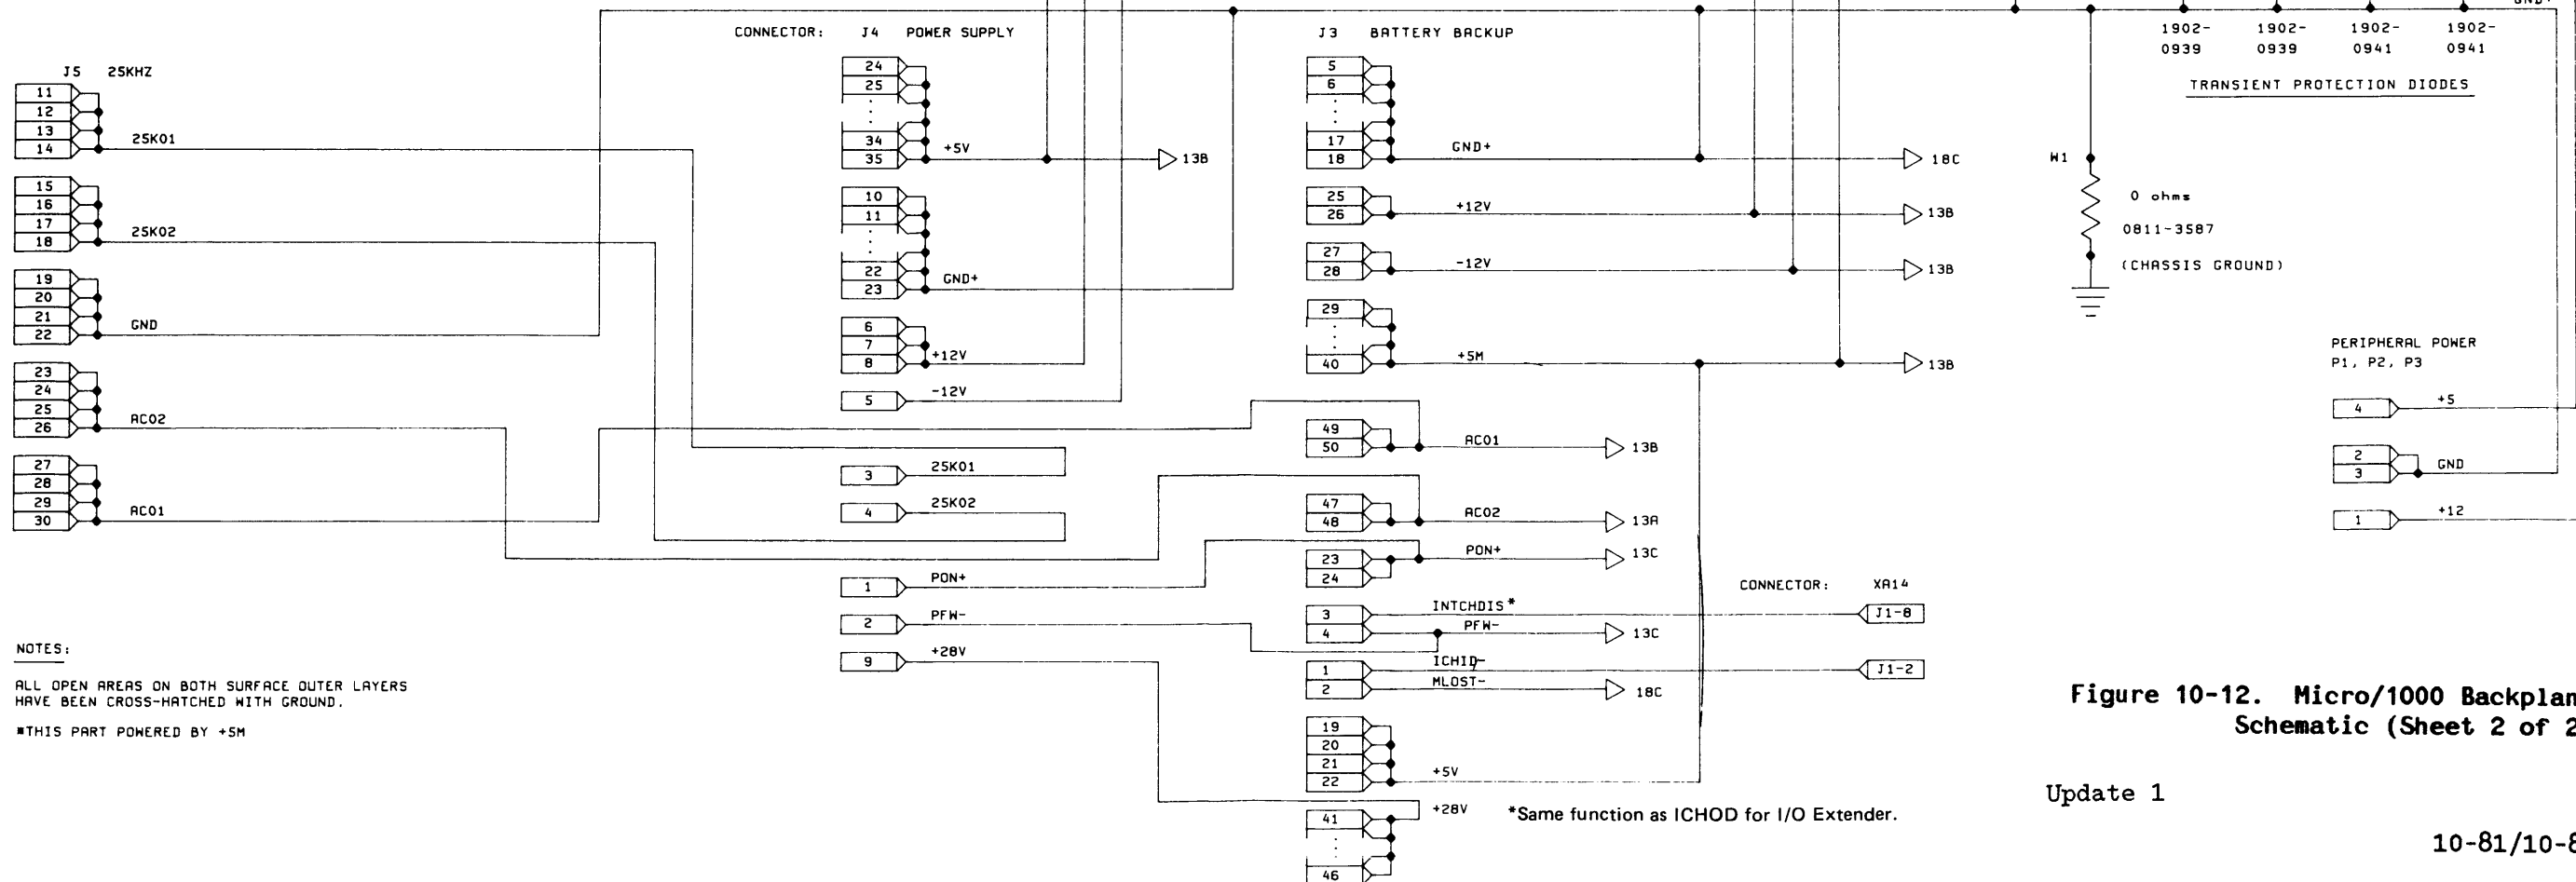 GND+
CONNECTOR: J4 POWER SUPPLY
J3 BATTERY BACKUP
1902-0939
1902-0939
1902-0941
1902-0941
TRANSIENT PROTECTION DIODES
J5 25KHZ
11
12
13
14
25KO1
15
16
17
18
25KO2
19
20
21
22
GND
23
24
25
26
ACO2
27
28
29
30
ACO1
24
25
34
35
+5V
13B
10
11
22
23
GND+
6
7
8
+12V
5
-12V
3
25KO1
4
25KO2
1
PON+
2
PFW-
9
+28V
5
6
17
18
GND+
18C
25
26
+12V
13B
27
28
-12V
13B
29
40
+5M
13B
49
50
ACO1
13B
47
48
ACO2
13A
23
24
PON+
13C
3
INTCHDIS*
4
PFW-
13C
1
ICHID-
2
MLOST-
18C
19
20
21
22
+5V
+28V
41
46
CONNECTOR: XA14
J1-8
J1-2
W1
0 ohms
0811-3587
(CHASSIS GROUND)
PERIPHERAL POWER
P1, P2, P3
4
+5
2
3
GND
1
+12
NOTES:
ALL OPEN AREAS ON BOTH SURFACE OUTER LAYERS
HAVE BEEN CROSS-HATCHED WITH GROUND.
*THIS PART POWERED BY +5M
*Same function as ICHOD for I/O Extender.
Figure 10-12. Micro/1000 Backplan
Schematic (Sheet 2 of 2
Update 1
10-81/10-8